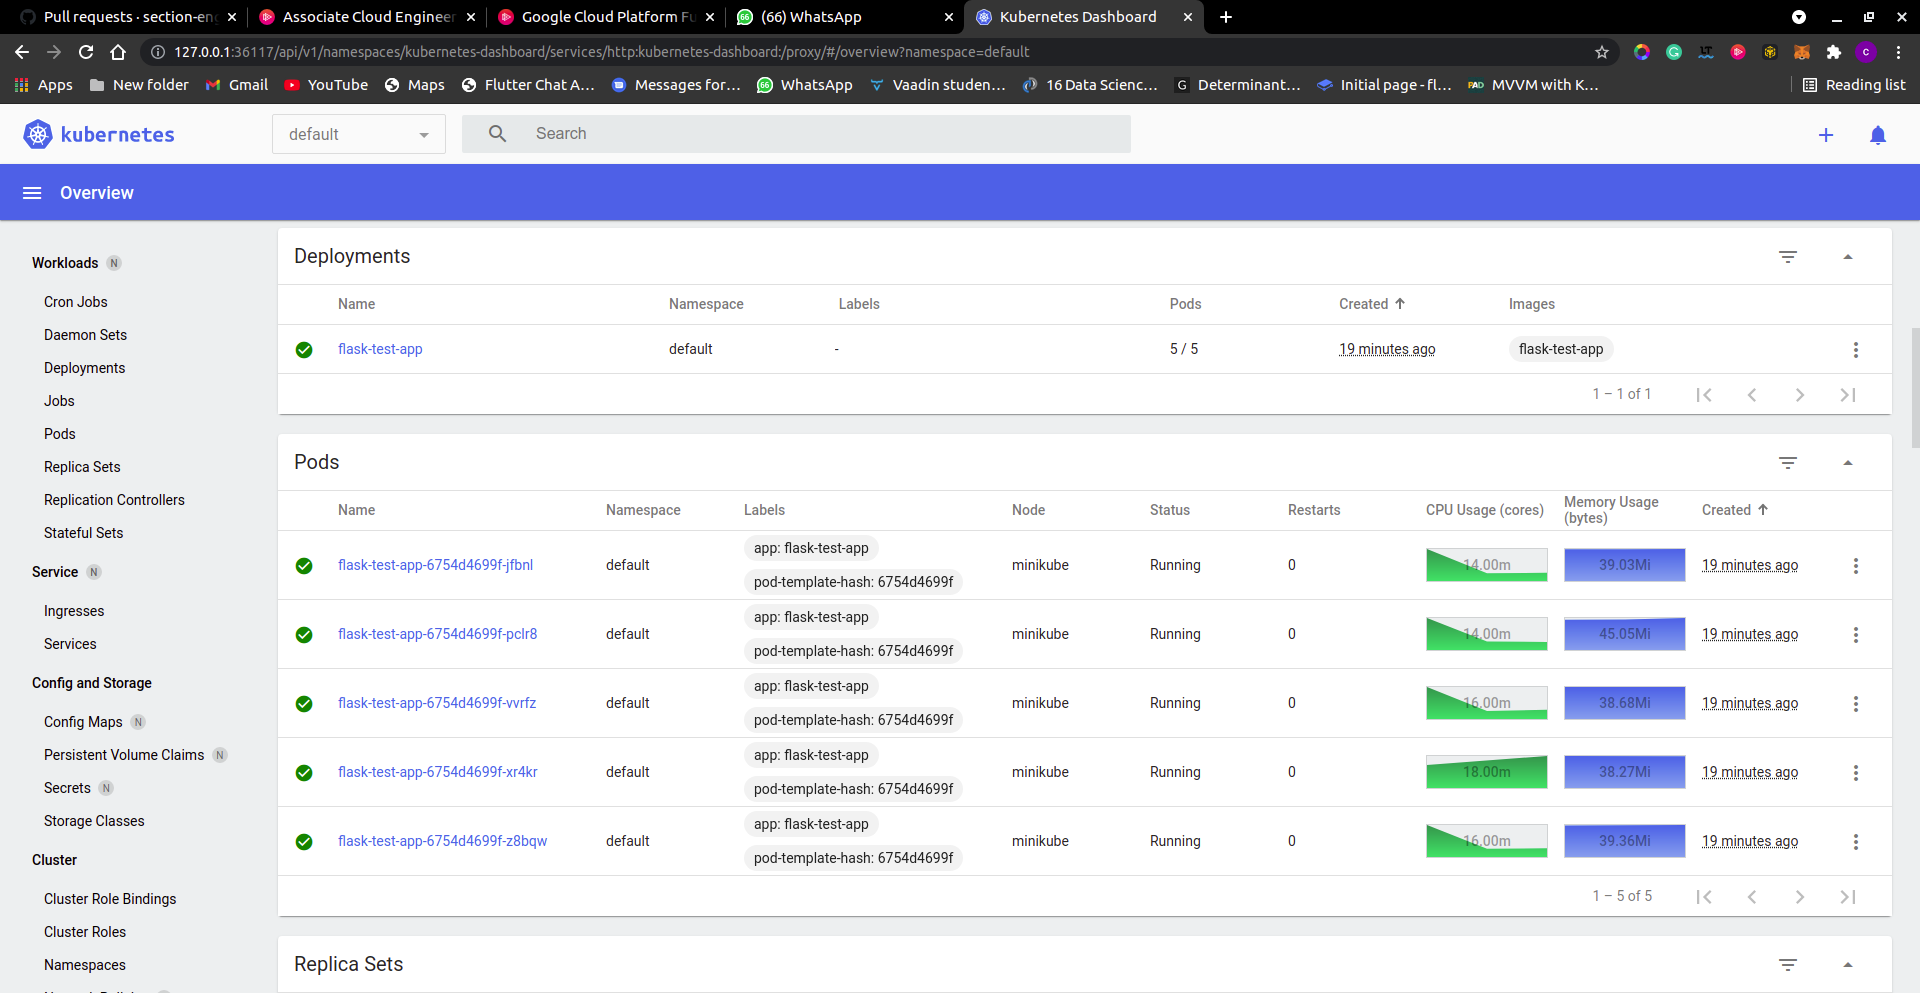 Pull requests · section-eng
Associate Cloud Engineer
Google Cloud Platform Fu
(66) WhatsApp
Kubernetes Dashboard
127.0.0.1:36117/api/v1/namespaces/kubernetes-dashboard/services/http:kubernetes-dashboard:/proxy/#/overview?namespace=default
Apps
New folder
Gmail
YouTube
Maps
Flutter Chat A...
Messages for...
WhatsApp
Vaadin studen...
16 Data Scienc...
Determinant...
Initial page - fl...
MVVM with K...
Reading list
kubernetes
default
Search
Overview
Workloads N
Cron Jobs
Daemon Sets
Deployments
Jobs
Pods
Replica Sets
Replication Controllers
Stateful Sets
Service N
Ingresses
Services
Config and Storage
Config Maps N
Persistent Volume Claims N
Secrets N
Storage Classes
Cluster
Cluster Role Bindings
Cluster Roles
Namespaces
Deployments
Name Namespace Labels Pods Created Images
flask-test-app default - 5 / 5 19 minutes ago flask-test-app
1 – 1 of 1
Pods
Name Namespace Labels Node Status Restarts CPU Usage (cores) Memory Usage (bytes) Created
flask-test-app-6754d4699f-jfbnl default app: flask-test-app pod-template-hash: 6754d4699f minikube Running 0 14.00m 39.03Mi 19 minutes ago
flask-test-app-6754d4699f-pclr8 default app: flask-test-app pod-template-hash: 6754d4699f minikube Running 0 14.00m 45.05Mi 19 minutes ago
flask-test-app-6754d4699f-vvrfz default app: flask-test-app pod-template-hash: 6754d4699f minikube Running 0 16.00m 38.68Mi 19 minutes ago
flask-test-app-6754d4699f-xr4kr default app: flask-test-app pod-template-hash: 6754d4699f minikube Running 0 18.00m 38.27Mi 19 minutes ago
flask-test-app-6754d4699f-z8bqw default app: flask-test-app pod-template-hash: 6754d4699f minikube Running 0 16.00m 39.36Mi 19 minutes ago
1 – 5 of 5
Replica Sets